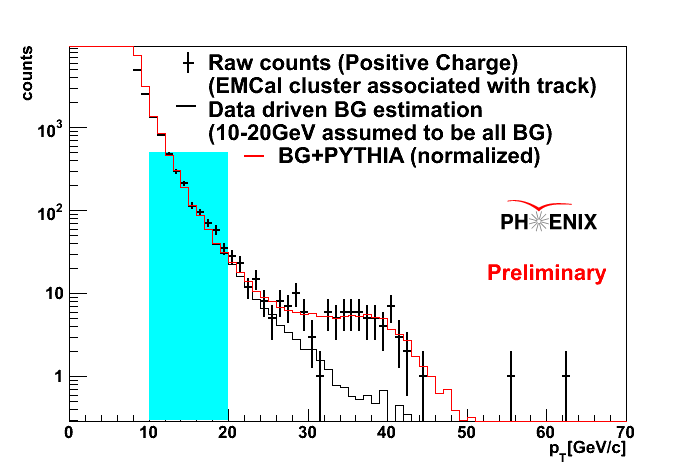 counts
Raw counts (Positive Charge)
(EMCal cluster associated with track)
Data driven BG estimation
(10-20GeV assumed to be all BG)
BG+PYTHIA (normalized)
PHENIX
Preliminary
10³
10²
10
1
0 10 20 30 40 50 60 70
p_T[GeV/c]